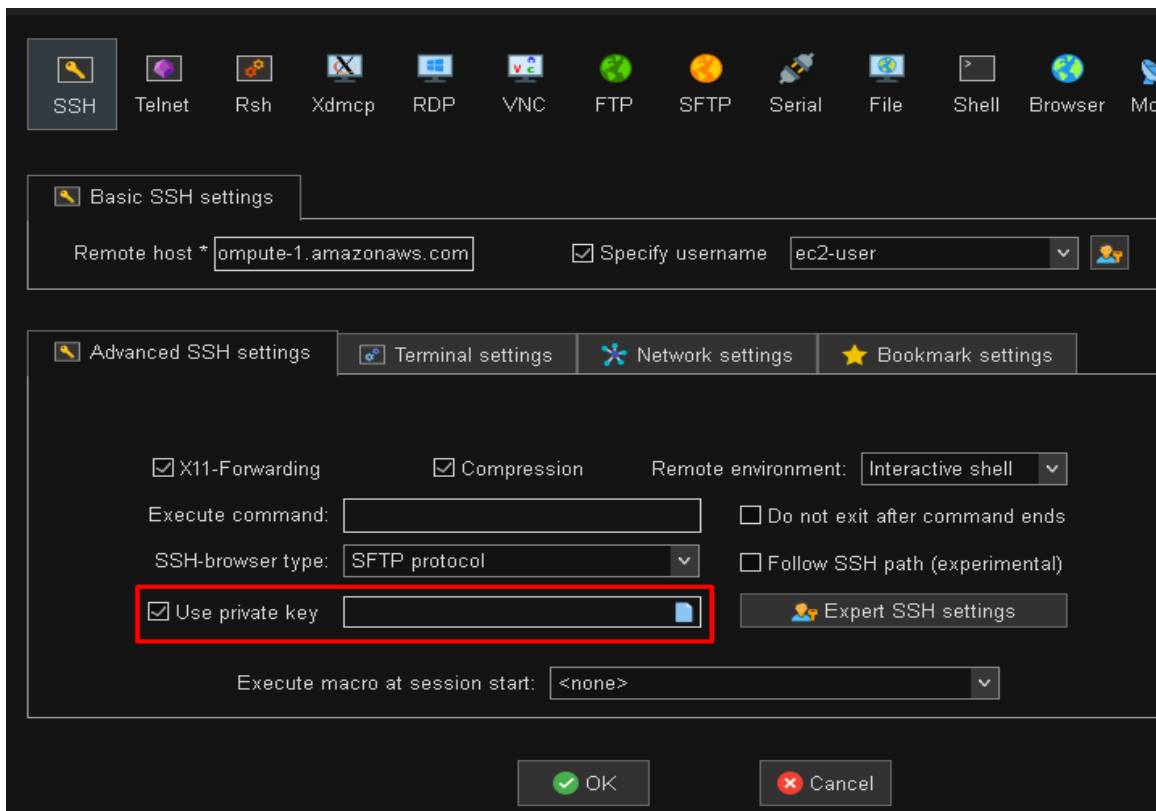 SSH Telnet Rsh Xdmcp RDP VNC FTP SFTP Serial File Shell Browser
Basic SSH settings
Remote host * ompute-1.amazonaws.com Specify username ec2-user
Advanced SSH settings Terminal settings Network settings Bookmark settings
X11-Forwarding Compression Remote environment: Interactive shell
Execute command: Do not exit after command ends
SSH-browser type: SFTP protocol Follow SSH path (experimental)
Use private key Expert SSH settings
Execute macro at session start: <none>
OK Cancel